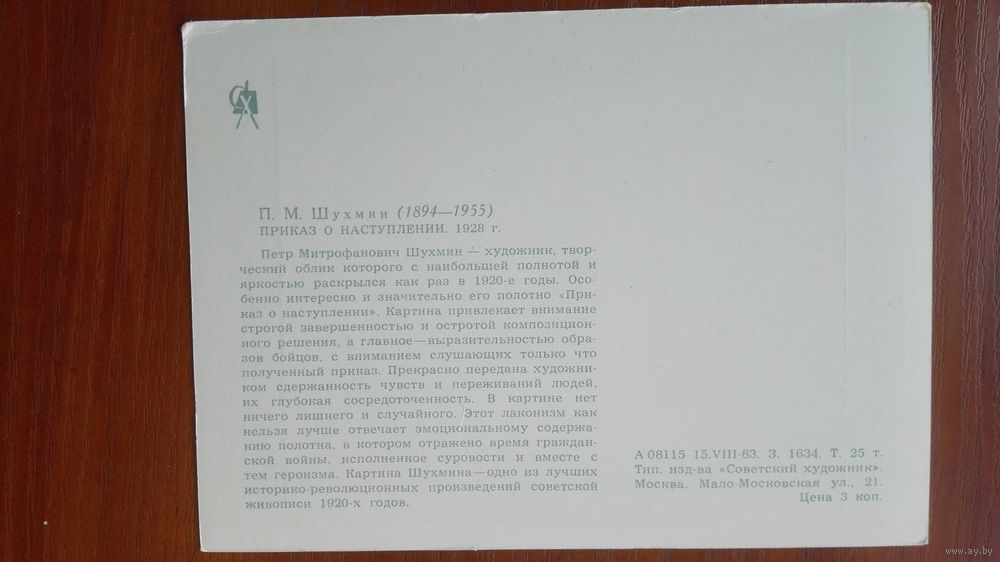 СХ
П. М. Шухмин (1894—1955)
ПРИКАЗ О НАСТУПЛЕНИИ. 1928 г.
Петр Митрофанович Шухмин — художник, твор-
ческий облик которого с наибольшей полнотой и
яркостью раскрылся как раз в 1920-е годы. Осо-
бенно интересно и значительно его полотно «При-
каз о наступлении». Картина привлекает внимание
строгой завершенностью и остротой композицион-
ного решения, а главное—выразительностью обра-
зов бойцов, с вниманием слушающих только что
полученный приказ. Прекрасно передана художни-
ком сдержанность чувств и переживаний людей,
их глубокая сосредоточенность. В картине нет
ничего лишнего и случайного. Этот лаконизм как
нельзя лучше отвечает эмоциональному содержа-
нию полотна, в котором отражено время граждан-
ской войны, исполненное суровости и вместе с
тем героизма. Картина Шухмина—одно из лучших
историко-революционных произведений советской
живописи 1920-х годов.
А 08115 15.VIII-63. З. 1634. Т. 25 т.
Тип. изд-ва «Советский художник».
Москва, Мало-Московская ул., 21.
Цена 3 коп.
www.ay.by